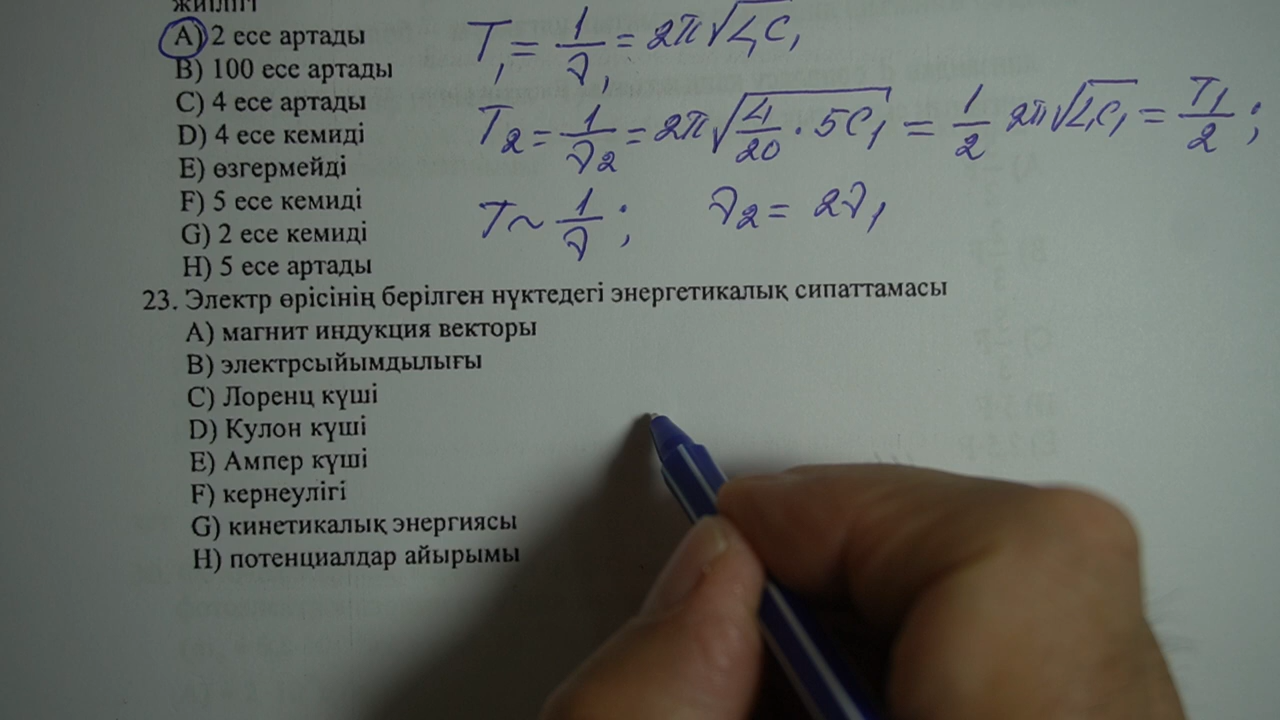 жиілігі
A) 2 есе артады
B) 100 есе артады
C) 4 есе артады
D) 4 есе кемиді
E) өзгермейді
F) 5 есе кемиді
G) 2 есе кемиді
H) 5 есе артады
T₁ = 1/ν₁ = 2π√L₁C₁
T₂ = 1/ν₂ = 2π√(L₁/20 · 5C₁) = 1/2 2π√L₁C₁ = T₁/2 ;
T ~ 1/ν ; ν₂ = 2ν₁
23. Электр өрісінің берілген нүктедегі энергетикалық сипаттамасы
A) магнит индукция векторы
B) электрсыйымдылығы
C) Лоренц күші
D) Кулон күші
E) Ампер күші
F) кернеулігі
G) кинетикалық энергиясы
H) потенциалдар айырымы